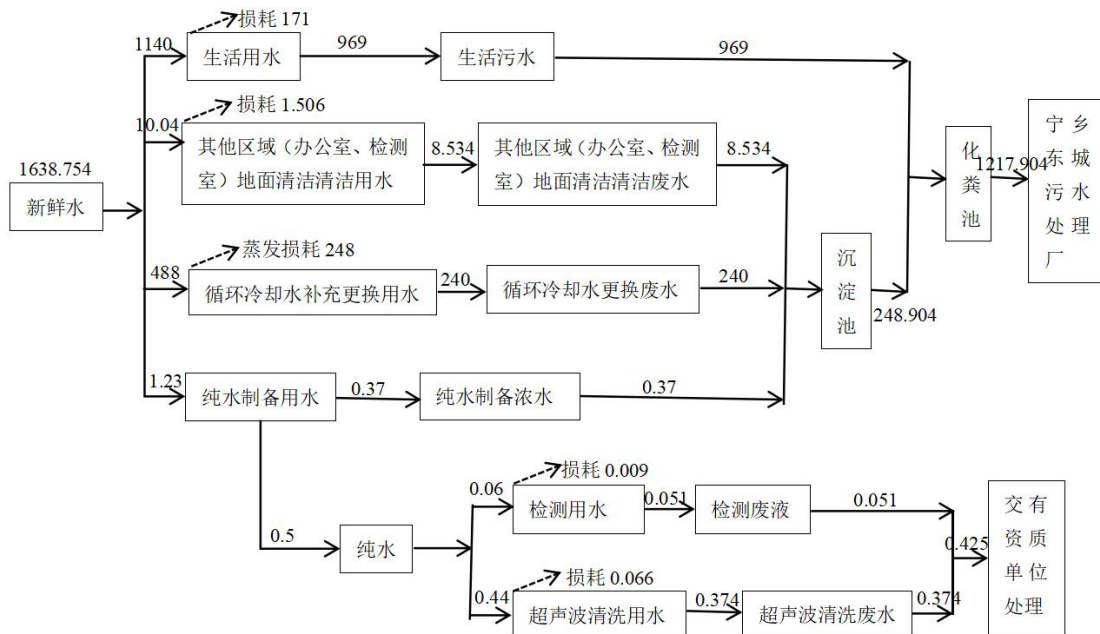 损耗 171
1140
生活用水
969
生活污水
969
损耗 1.506
10.04
其他区域（办公室、检测
室）地面清洁清洁用水
8.534
其他区域（办公室、检测
室）地面清洁清洁废水
8.534
1638.754
新鲜水
化
粪
池
1217.904
宁 乡
东 城
污 水
处 理
厂
蒸发损耗 248
488
循环冷却水补充更换用水
240
循环冷却水更换废水
240
沉
淀
池
248.904
1.23
纯水制备用水
0.37
纯水制备浓水
0.37
损耗 0.009
0.06
检测用水
0.051
检测废液
0.051
0.5
纯水
损耗 0.066
0.44
超声波清洗用水
0.374
超声波清洗废水
0.374
0.425
交 有
资 质
单 位
处 理